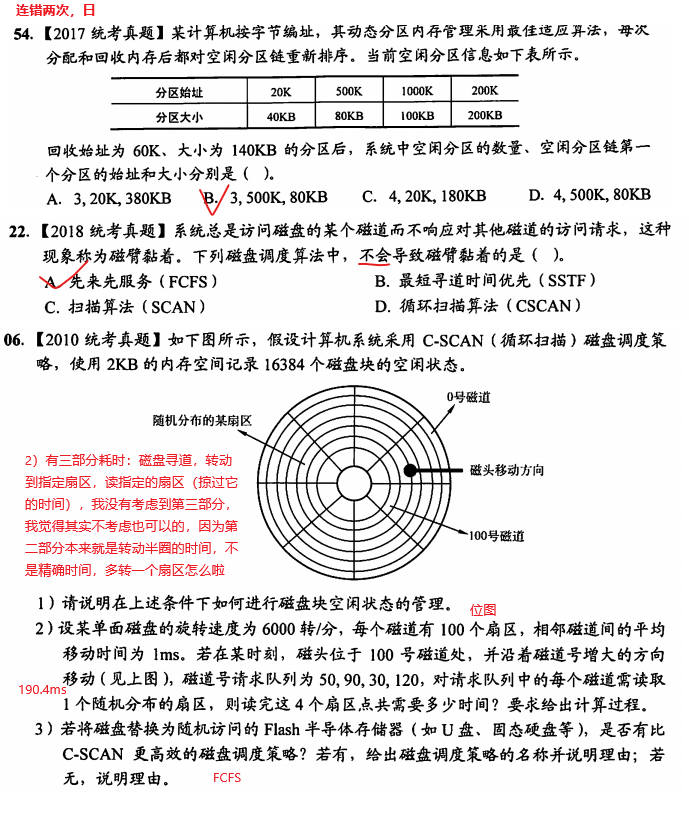 连错两次，日
54.【2017 统考真题】某计算机按字节编址，其动态分区内存管理采用最佳适应算法，每次
分配和回收内存后都对空闲分区链重新排序。当前空闲分区信息如下表所示。
分区始址 20K 500K 1000K 200K
分区大小 40KB 80KB 100KB 200KB
回收始址为 60K、大小为 140KB 的分区后，系统中空闲分区的数量、空闲分区链第一
个分区的始址和大小分别是（ ）。
A. 3, 20K, 380KB B. 3, 500K, 80KB C. 4, 20K, 180KB D. 4, 500K, 80KB
22.【2018 统考真题】系统总是访问磁盘的某个磁道而不响应对其他磁道的访问请求，这种
现象称为磁臂黏着。下列磁盘调度算法中，不会导致磁臂黏着的是（ ）。
A. 先来先服务（FCFS） B. 最短寻道时间优先（SSTF）
C. 扫描算法（SCAN） D. 循环扫描算法（CSCAN）
06.【2010 统考真题】如下图所示，假设计算机系统采用 C-SCAN（循环扫描）磁盘调度策
略，使用 2KB 的内存空间记录 16384 个磁盘块的空闲状态。
0号磁道
随机分布的某扇区
磁头移动方向
100号磁道
2）有三部分耗时：磁盘寻道，转动
到指定扇区，读指定的扇区（掠过它
的时间），我没有考虑到第三部分，
我觉得其实不考虑也可以的，因为第
二部分本来就是转动半圈的时间，不
是精确时间，多转一个扇区怎么啦
1）请说明在上述条件下如何进行磁盘块空闲状态的管理。
位图
2）设某单面磁盘的旋转速度为 6000 转/分，每个磁道有 100 个扇区，相邻磁道间的平均
移动时间为 1ms。若在某时刻，磁头位于 100 号磁道处，并沿着磁道号增大的方向
移动（见上图），磁道号请求队列为 50, 90, 30, 120，对请求队列中的每个磁道需读取
190.4ms
1 个随机分布的扇区，则读完这 4 个扇区点共需要多少时间？要求给出计算过程。
3）若将磁盘替换为随机访问的 Flash 半导体存储器（如 U 盘、固态硬盘等），是否有比
C-SCAN 更高效的磁盘调度策略？若有，给出磁盘调度策略的名称并说明理由；若
无，说明理由。
FCFS